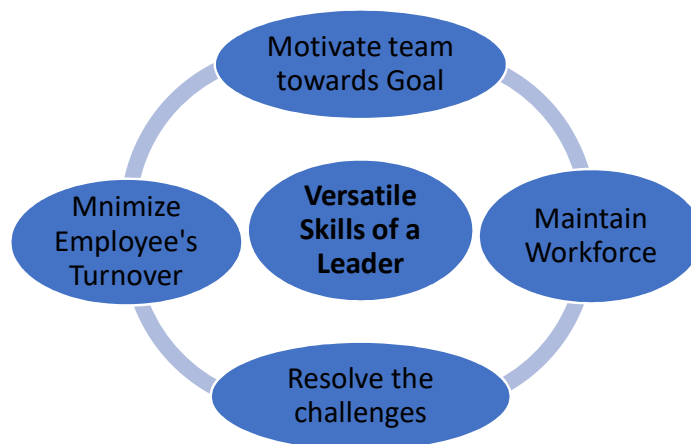 Motivate team
towards Goal
Mnimize
Employee's
Turnover
Versatile
Skills of a
Leader
Maintain
Workforce
Resolve the
challenges